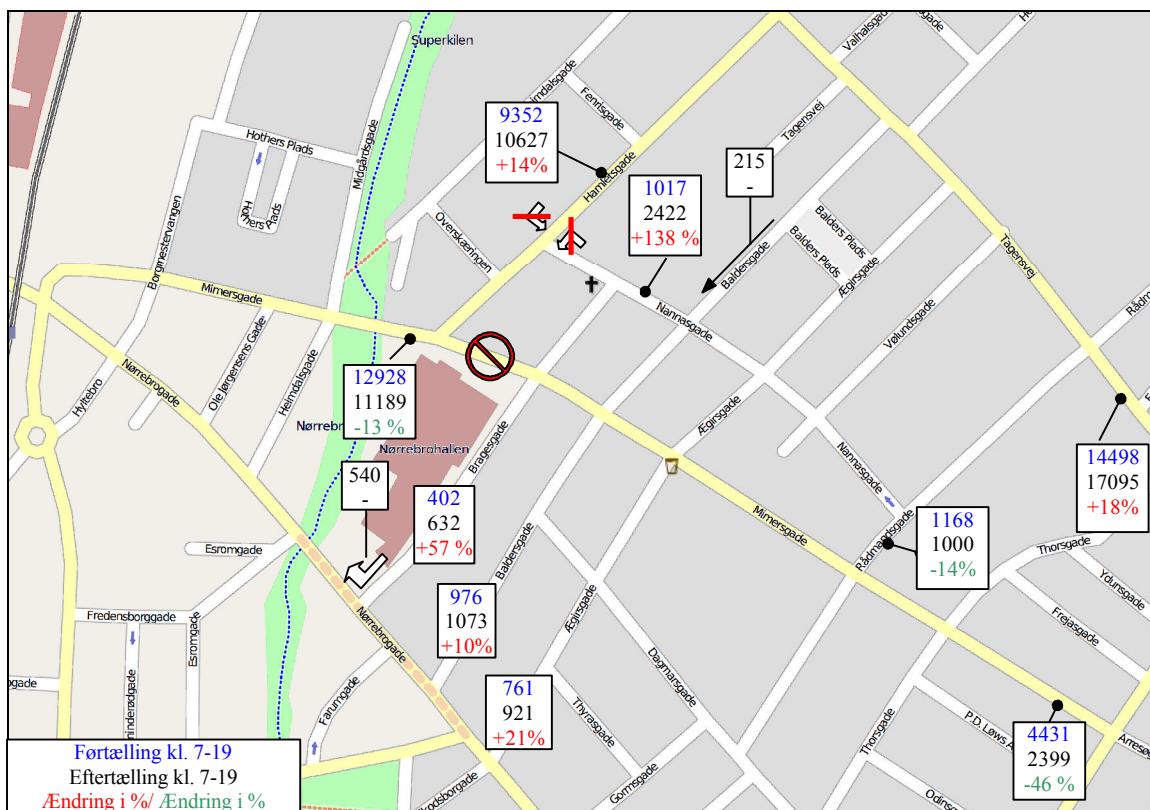 Superkilen
Heimdalsgade
Valhalsgade
Fenrisgade
Tagensvej
9352
10627
+14%
Hamletsgade
Hothers Plads
Hothers Plads
Midgårdsgade
215
-
1017
2422
+138 %
Balders Plads
Balders Plads
Baldersgade
Ægirsgade
Tagensvej
Overskæringen
Borgmestervangen
Mimersgade
Nannasgade
Vølundsgade
Nørrebrogade
Ole Jørgensens Gade
Heimdalsgade
Hyltebro
12928
11189
-13 %
Nørrebrohallen
Bragesgade
Ægirsgade
Nannasgade
14498
17095
+18%
540
-
402
632
+57 %
Mimersgade
Rådmandsgade
1168
1000
-14%
Thorsgade
Ydunsgade
Frejasgade
Esromgade
Fredensborggade
Esromgade
Nørrebrogade
Baldersgade
976
1073
+10%
Ægirsgade
Dagmarsgade
Farumgade
761
921
+21%
Thyrasgade
Thorsgade
P.D. Løws A
4431
2399
-46 %
Gormsgade
Førtælling kl. 7-19
Eftertælling kl. 7-19
Ændring i %/ Ændring i %